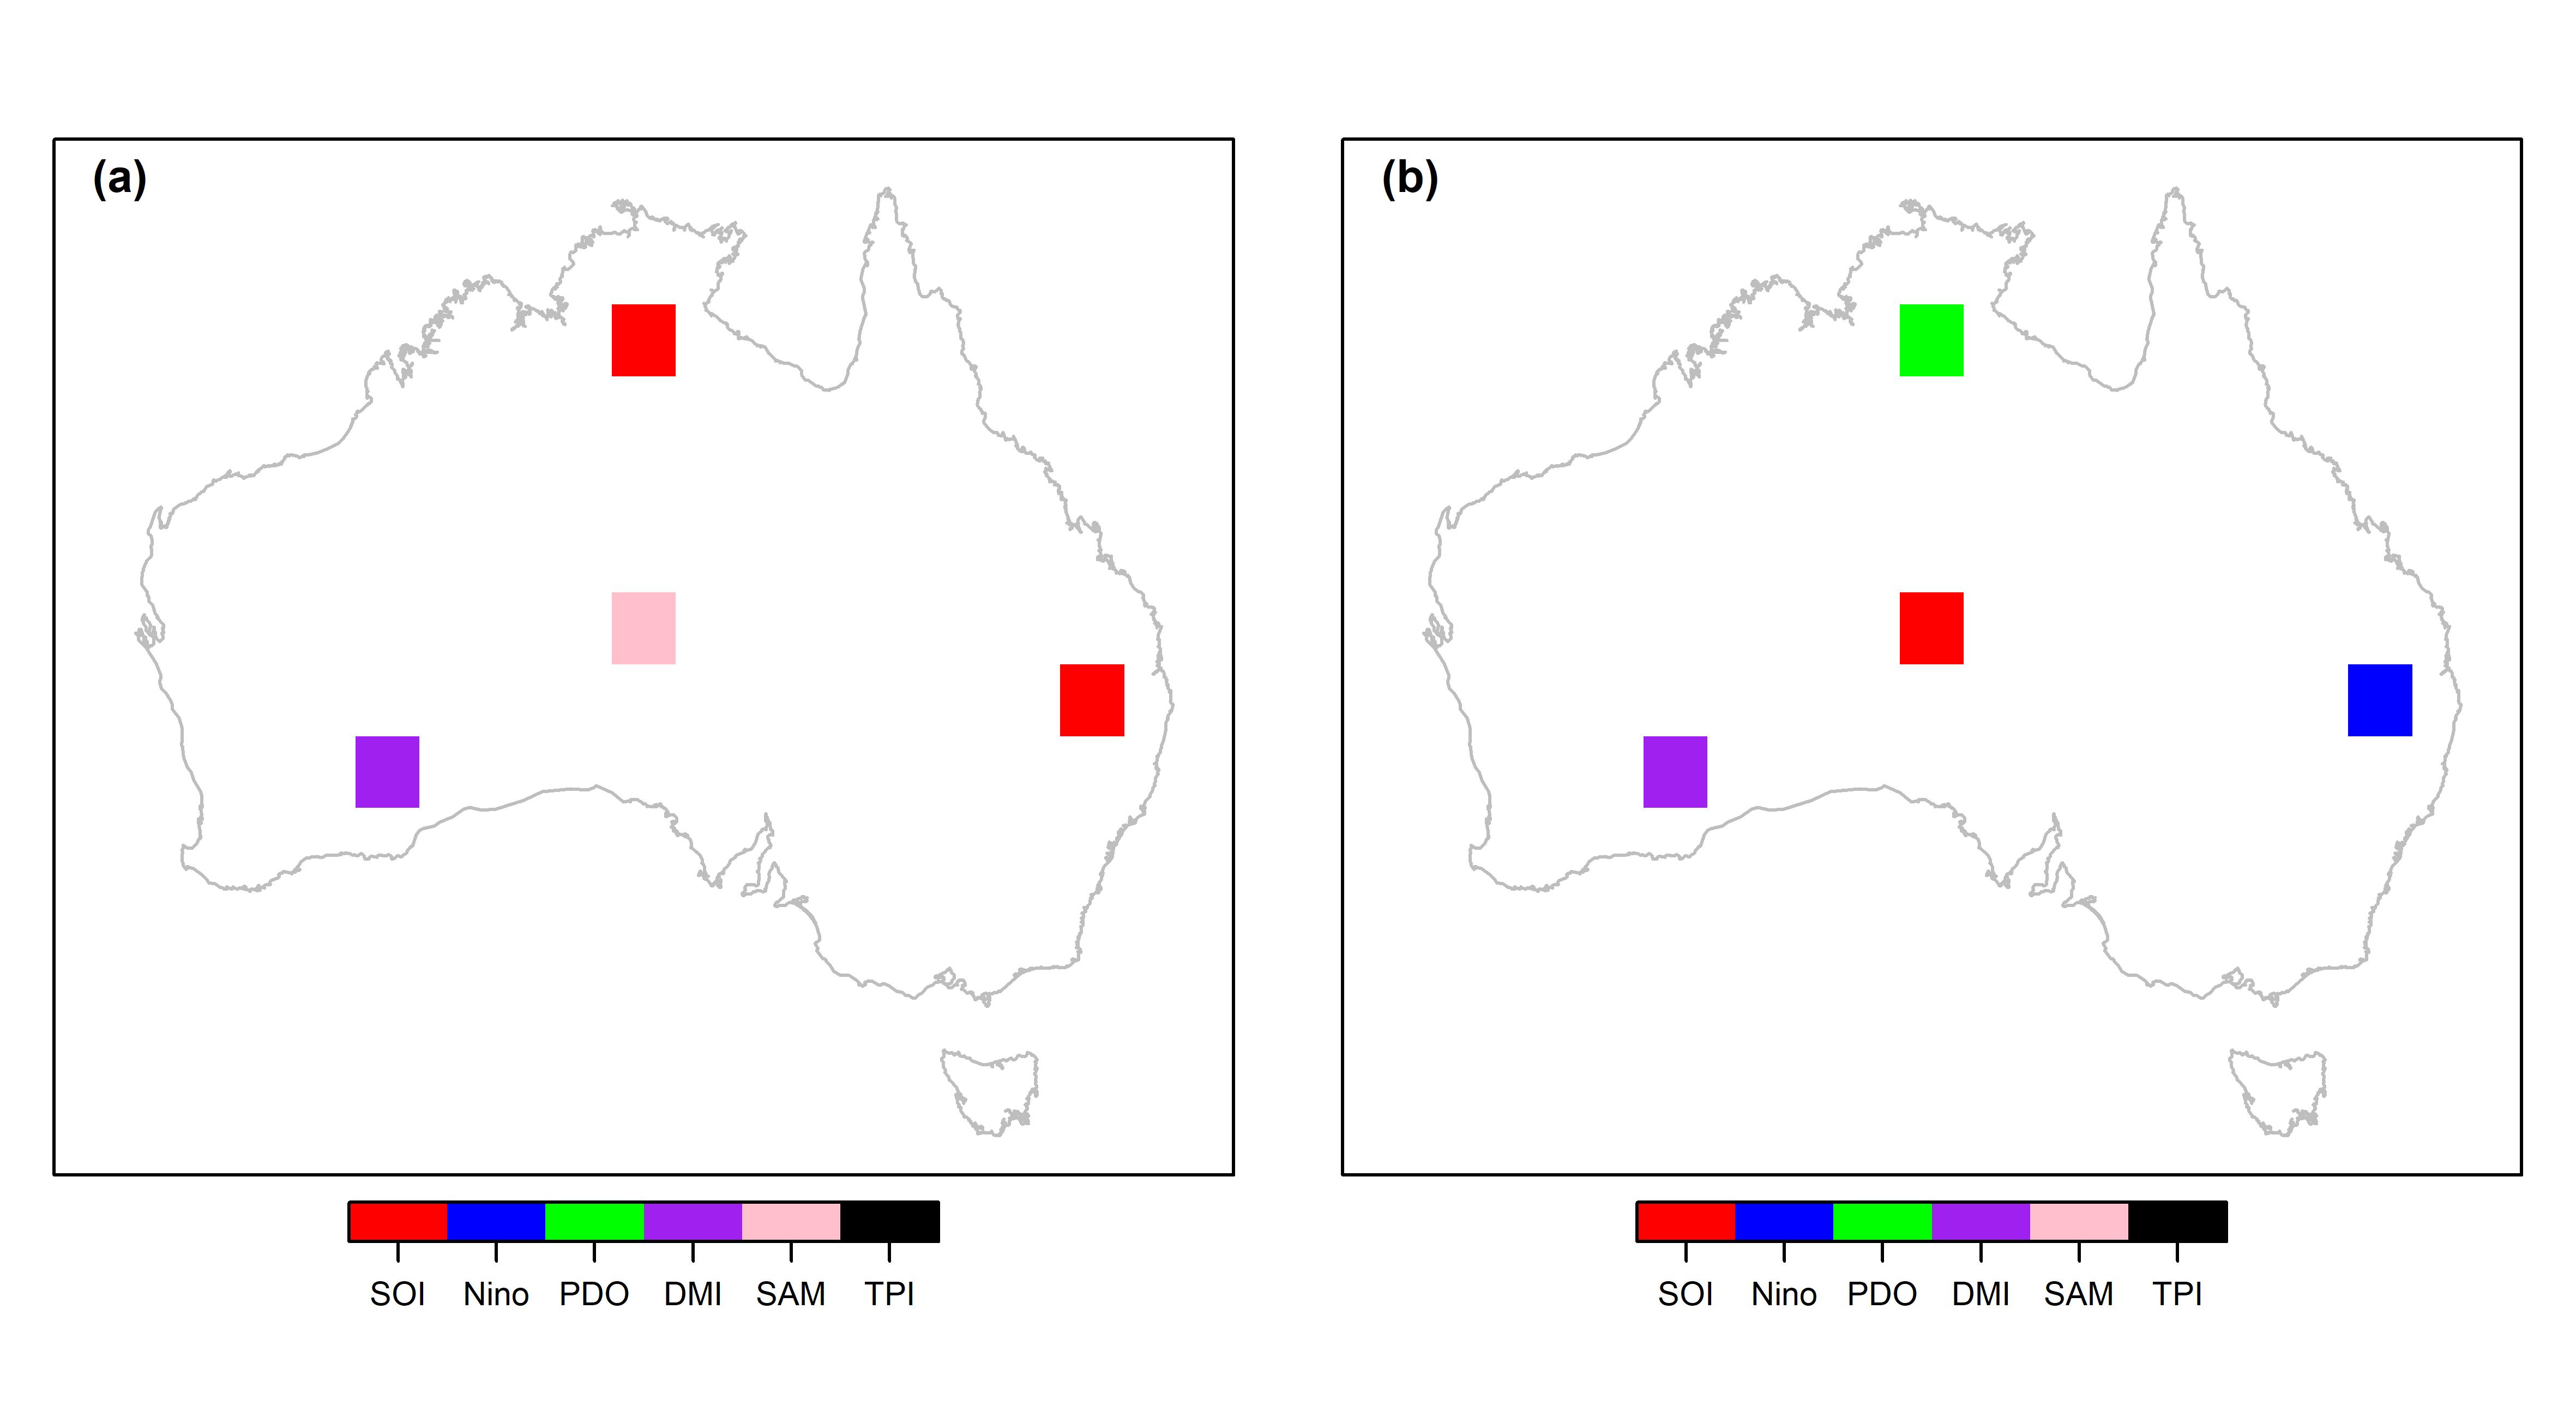 (a)
(b)
SOI Nino PDO DMI SAM TPI
SOI Nino PDO DMI SAM TPI